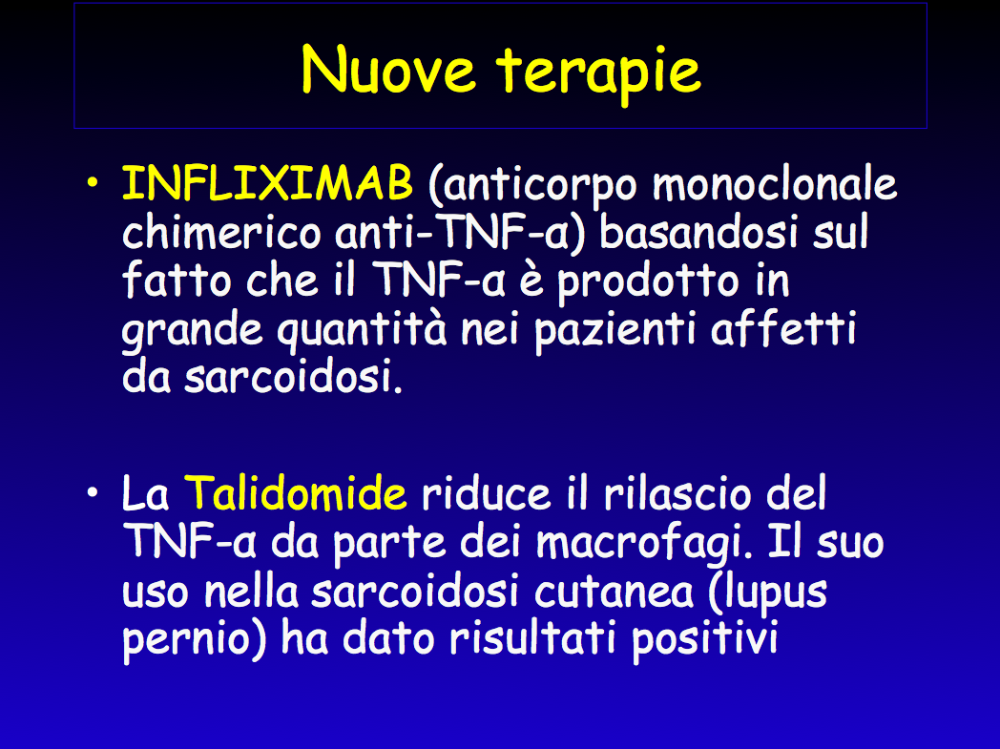 Nuove terapie
• INFLIXIMAB (anticorpo monoclonale
chimerico anti-TNF-α) basandosi sul
fatto che il TNF-α è prodotto in
grande quantità nei pazienti affetti
da sarcoidosi.
• La Talidomide riduce il rilascio del
TNF-α da parte dei macrofagi. Il suo
uso nella sarcoidosi cutanea (lupus
pernio) ha dato risultati positivi